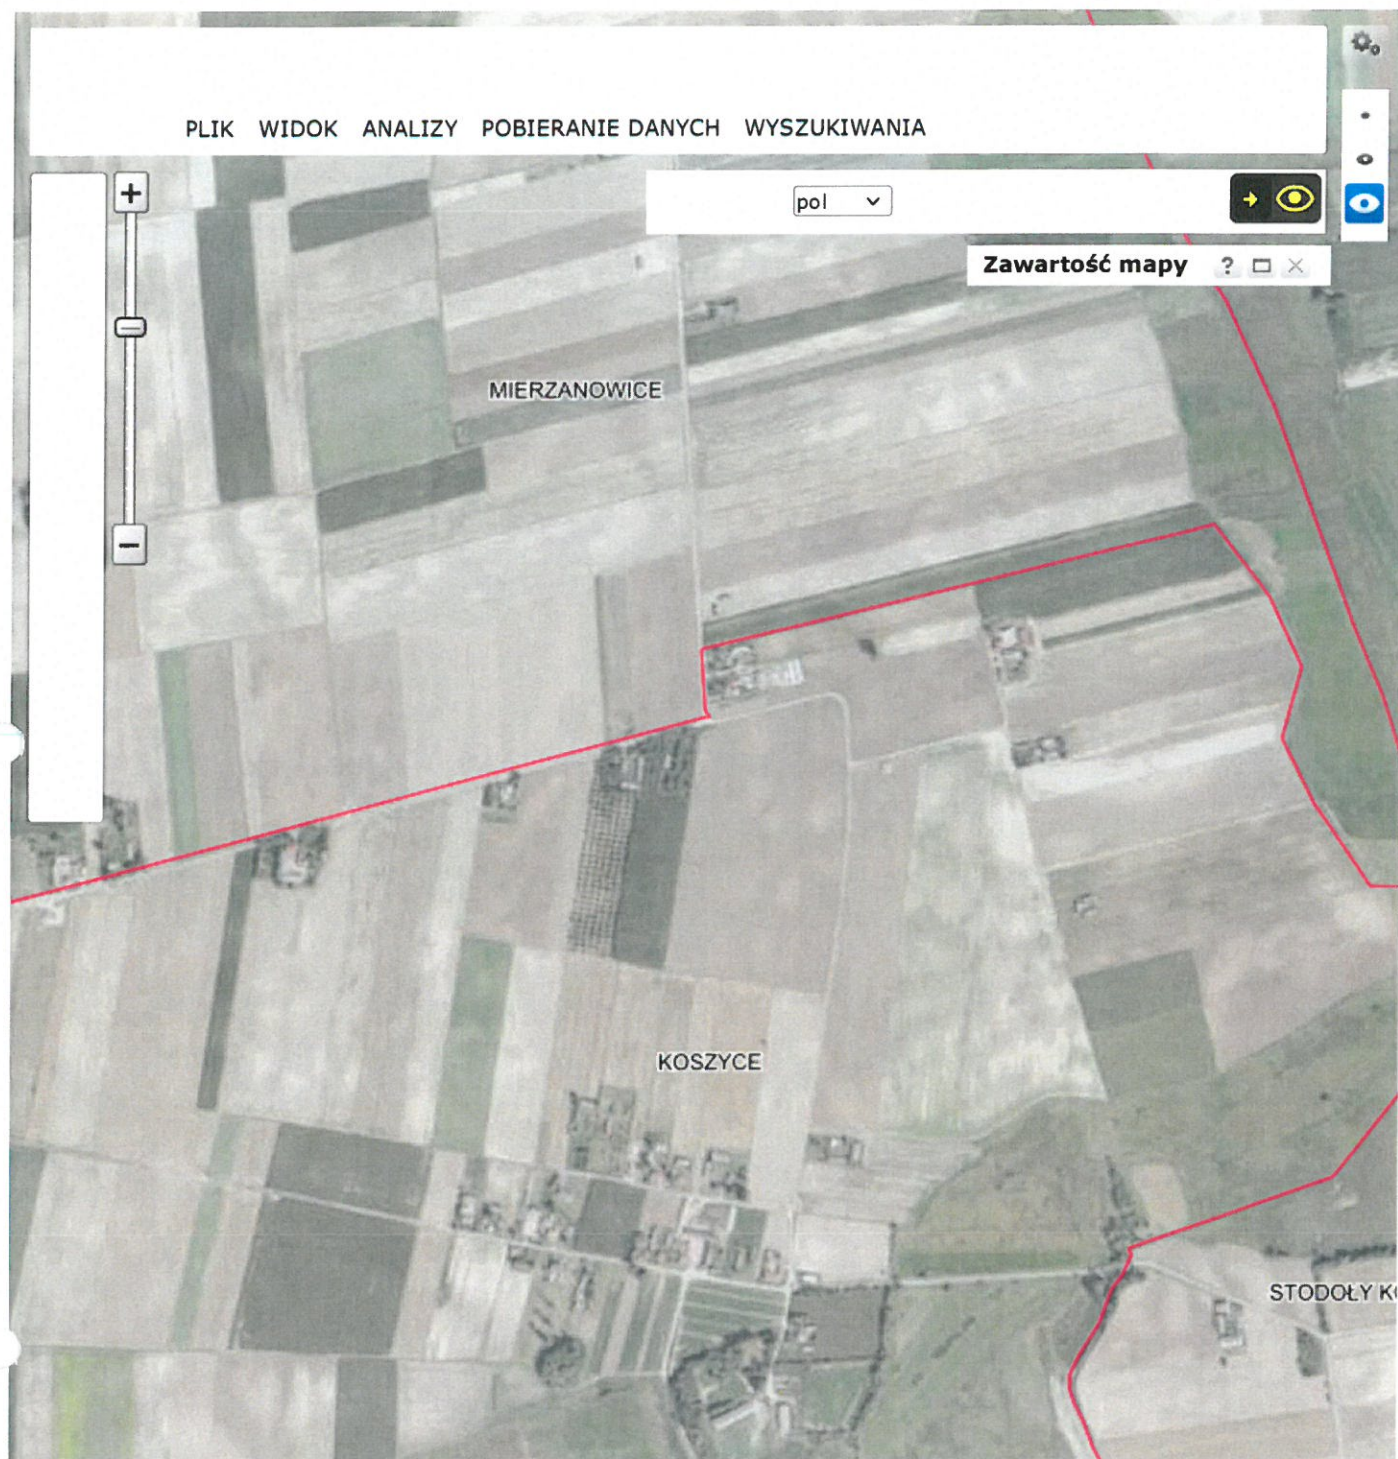 PLIK WIDOK ANALIZY POBIERANIE DANYCH WYSZUKIWANIA
pol
Zawartość mapy ?
MIERZANOWICE
KOSZYCE
STODOŁY